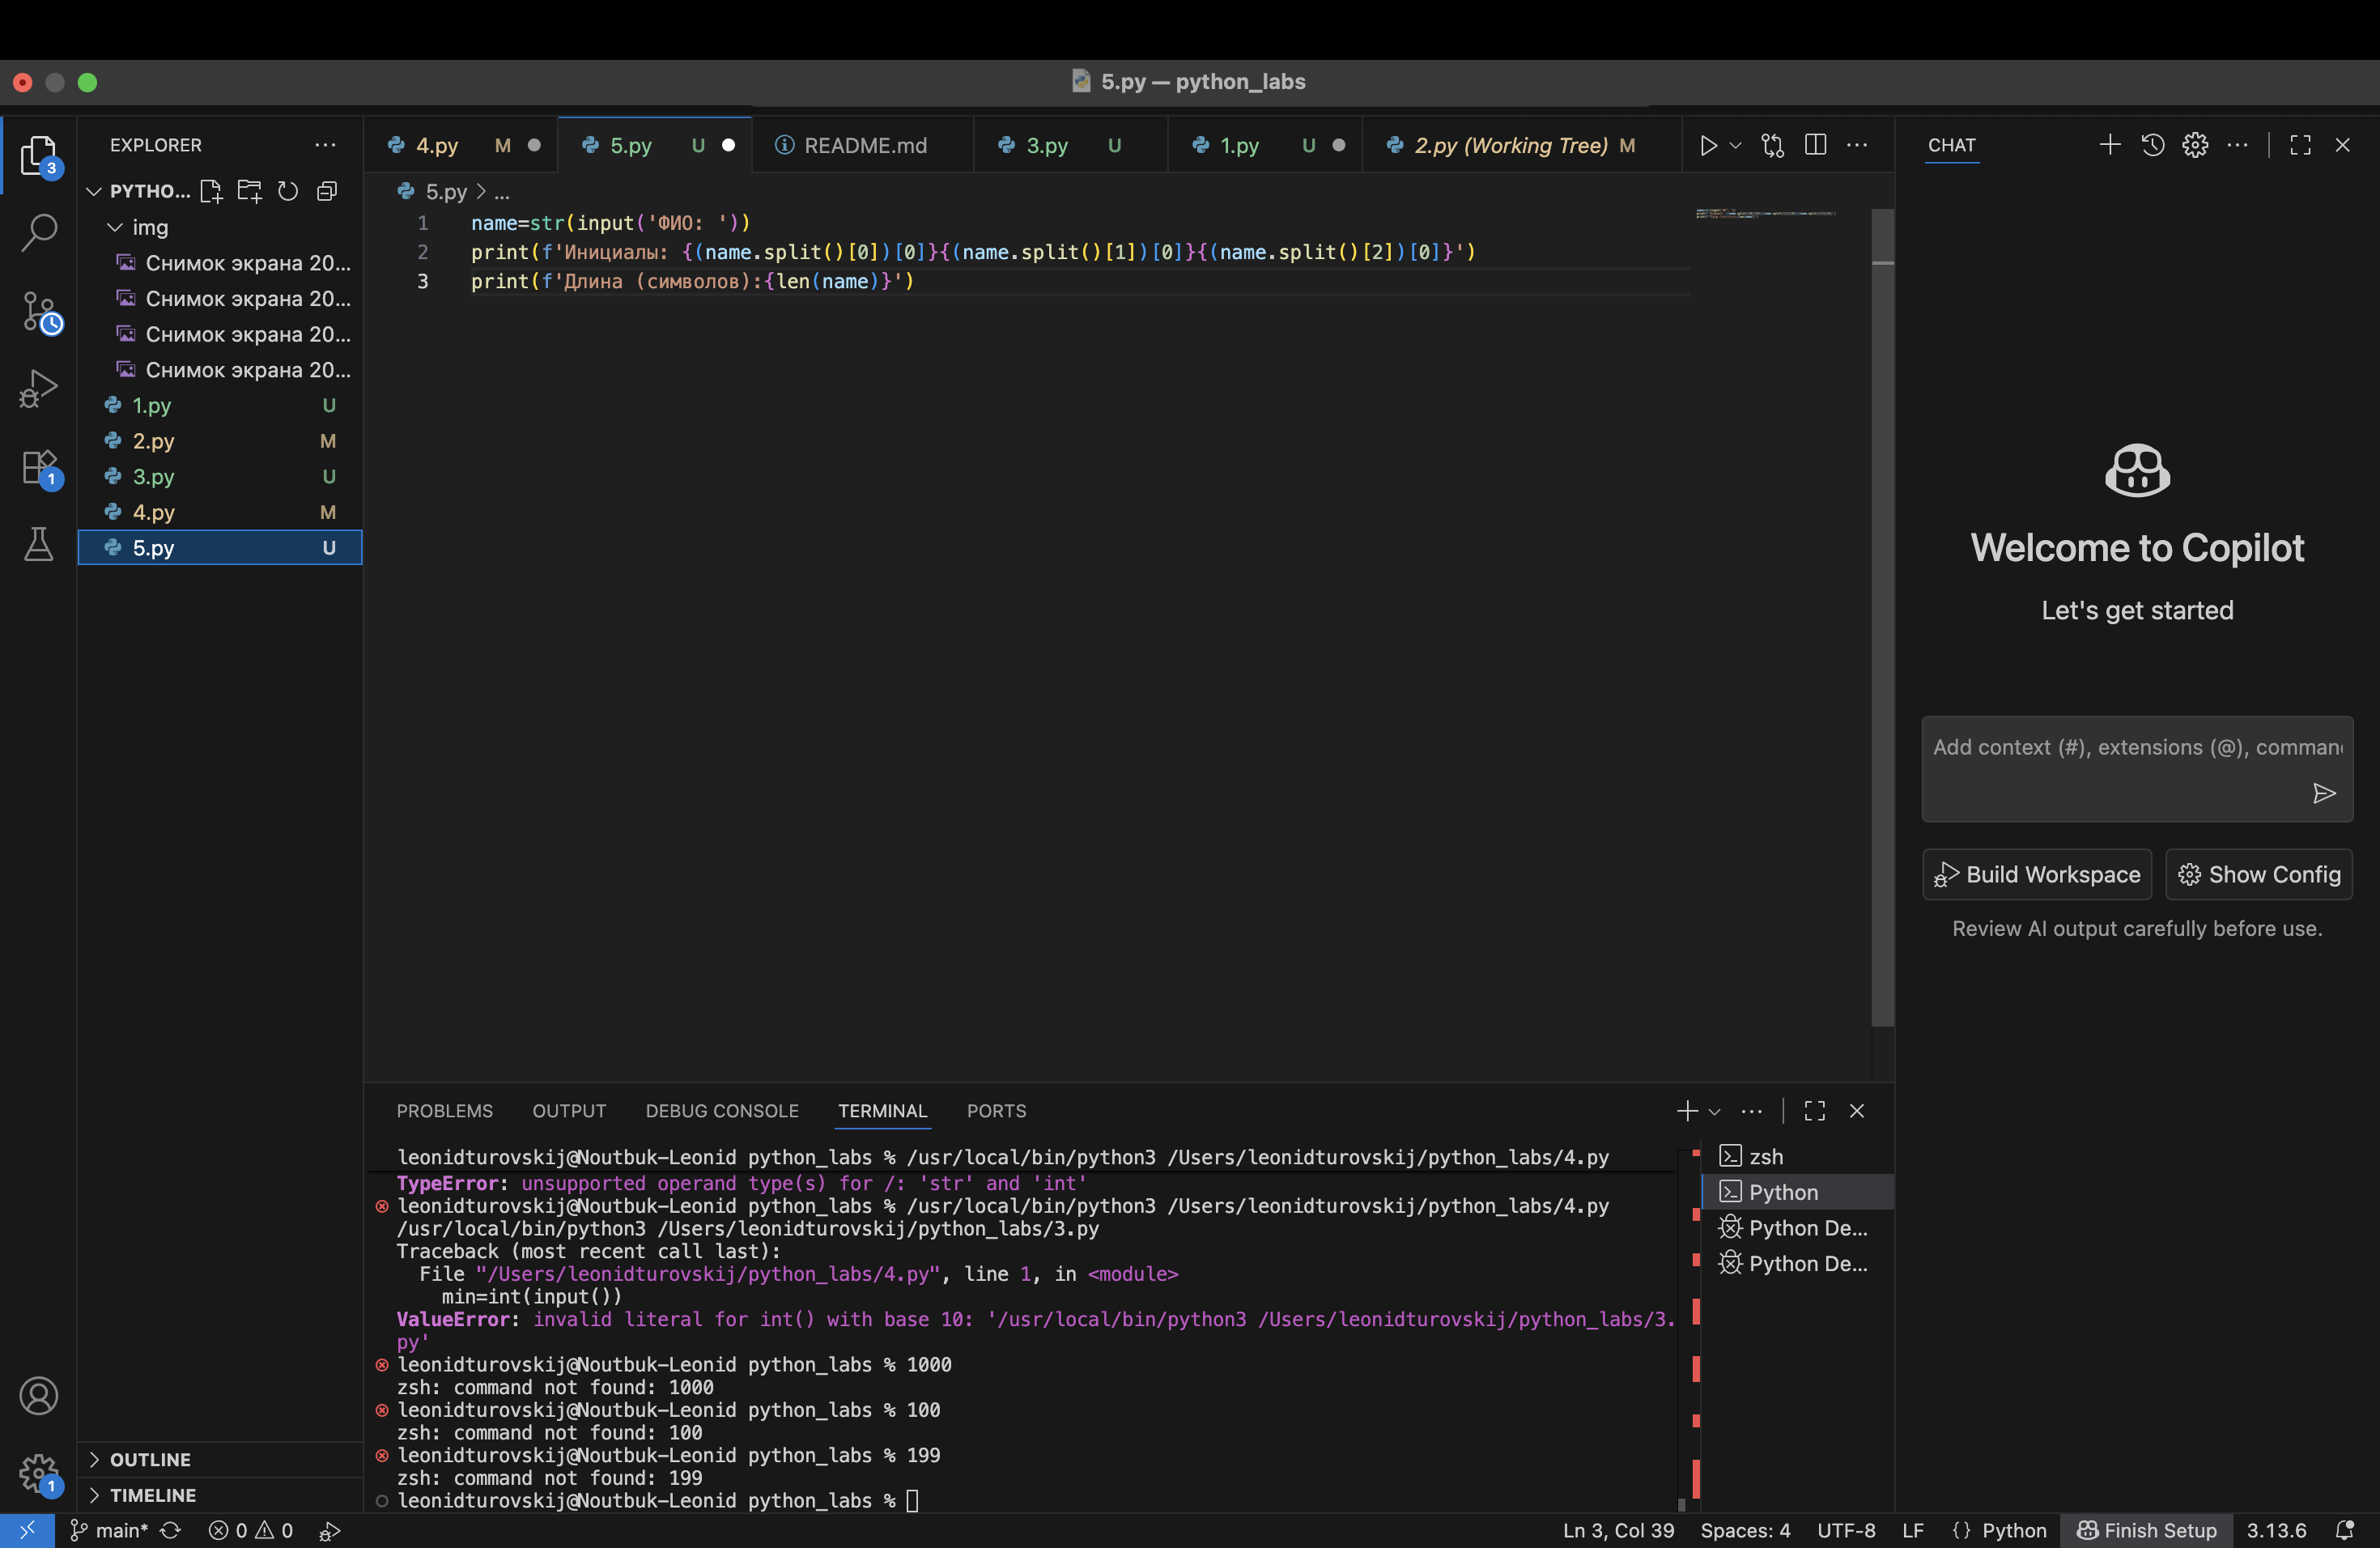 5.py — python_labs
EXPLORER
3
PYTHO...
img
Снимок экрана 20...
Снимок экрана 20...
Снимок экрана 20...
Снимок экрана 20...
1.py U
2.py M
3.py U
4.py M
5.py U
1
OUTLINE
1
TIMELINE
4.py M
5.py U
README.md
3.py U
1.py U
2.py (Working Tree) M
5.py > ...
1 name=str(input('ФИО: '))
2 print(f'Инициалы: {(name.split()[0])[0]}{(name.split()[1])[0]}{(name.split()[2])[0]}')
3 print(f'Длина (символов):{len(name)}')
CHAT
Welcome to Copilot
Let's get started
Add context (#), extensions (@), comman
Build Workspace
Show Config
Review AI output carefully before use.
PROBLEMS OUTPUT DEBUG CONSOLE TERMINAL PORTS
leonidturovskij@Noutbuk-Leonid python_labs % /usr/local/bin/python3 /Users/leonidturovskij/python_labs/4.py
TypeError: unsupported operand type(s) for /: 'str' and 'int'
leonidturovskij@Noutbuk-Leonid python_labs % /usr/local/bin/python3 /Users/leonidturovskij/python_labs/4.py
/usr/local/bin/python3 /Users/leonidturovskij/python_labs/3.py
Traceback (most recent call last):
File "/Users/leonidturovskij/python_labs/4.py", line 1, in <module>
min=int(input())
ValueError: invalid literal for int() with base 10: '/usr/local/bin/python3 /Users/leonidturovskij/python_labs/3.
py'
leonidturovskij@Noutbuk-Leonid python_labs % 1000
zsh: command not found: 1000
leonidturovskij@Noutbuk-Leonid python_labs % 100
zsh: command not found: 100
leonidturovskij@Noutbuk-Leonid python_labs % 199
zsh: command not found: 199
leonidturovskij@Noutbuk-Leonid python_labs %
zsh
Python
Python De...
Python De...
main* 0 0
Ln 3, Col 39 Spaces: 4 UTF-8 LF {} Python Finish Setup 3.13.6